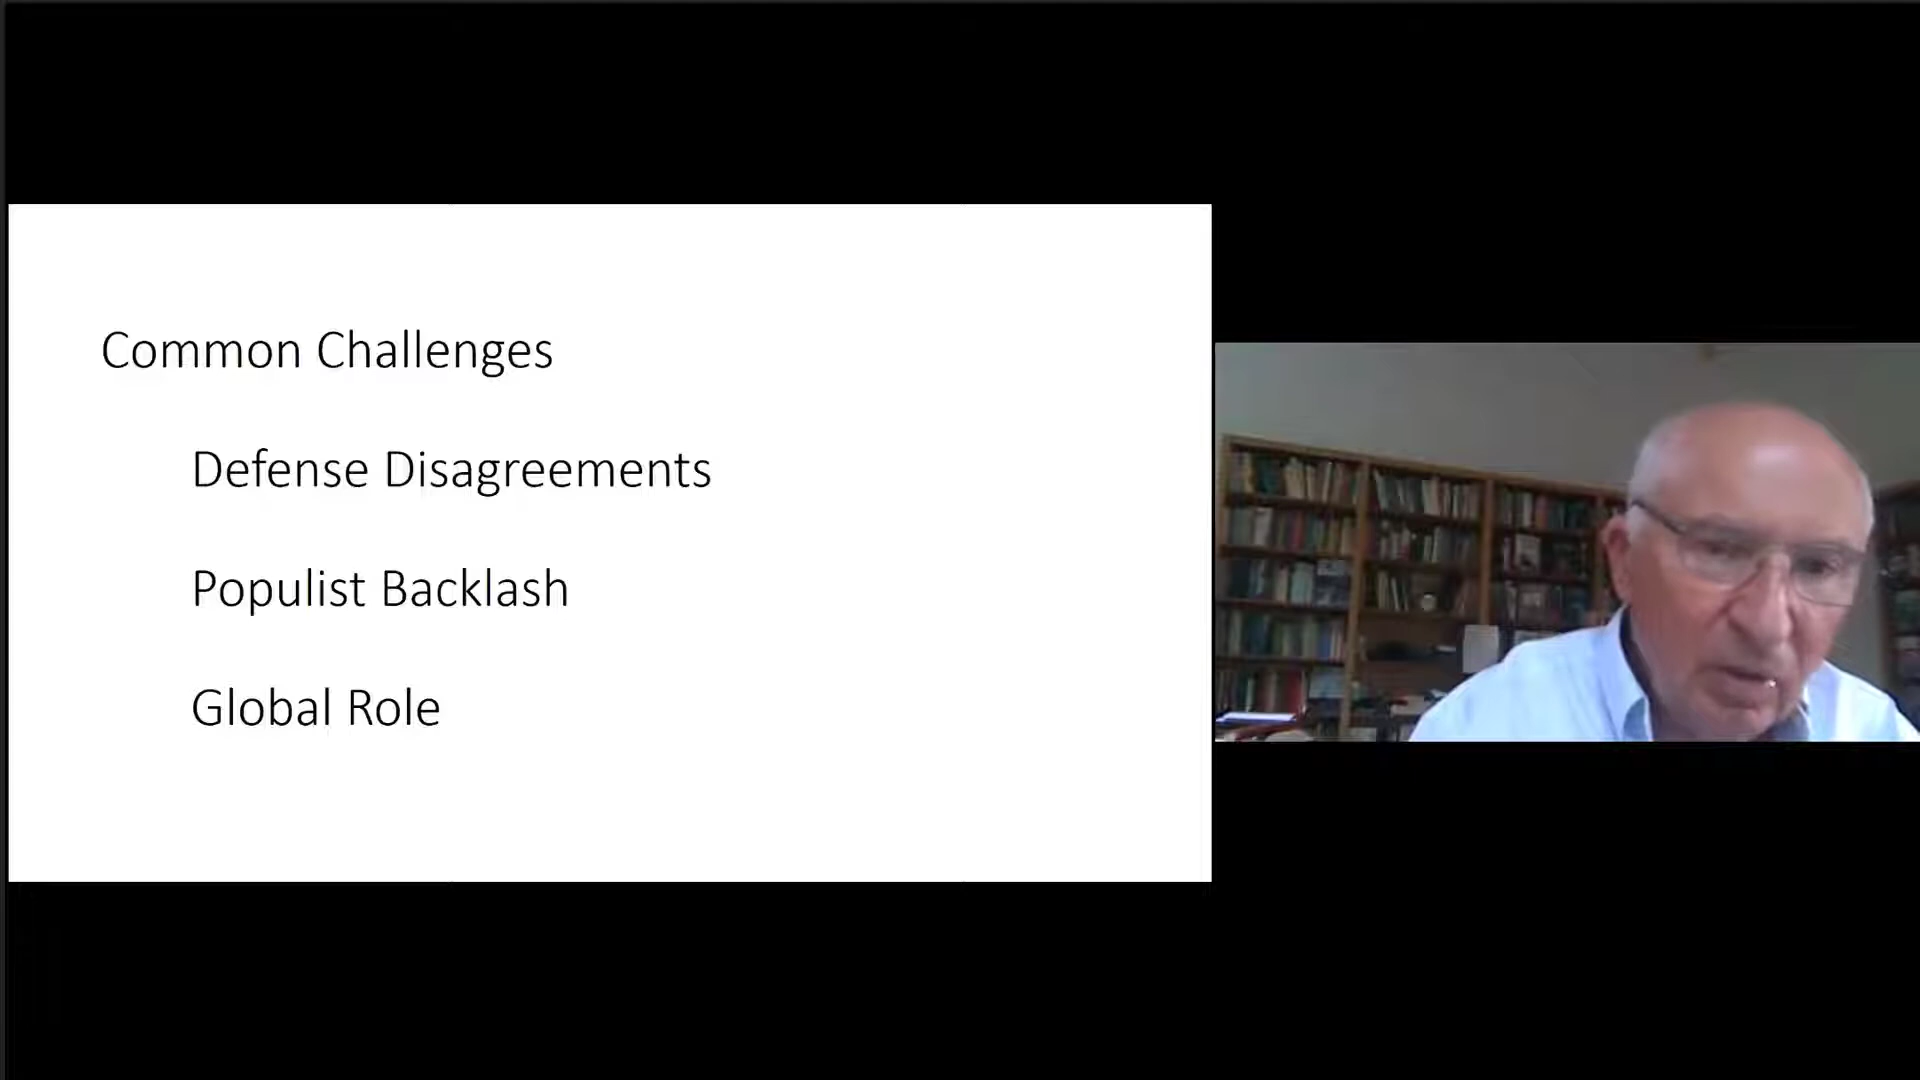 Common Challenges
Defense Disagreements
Populist Backlash
Global Role